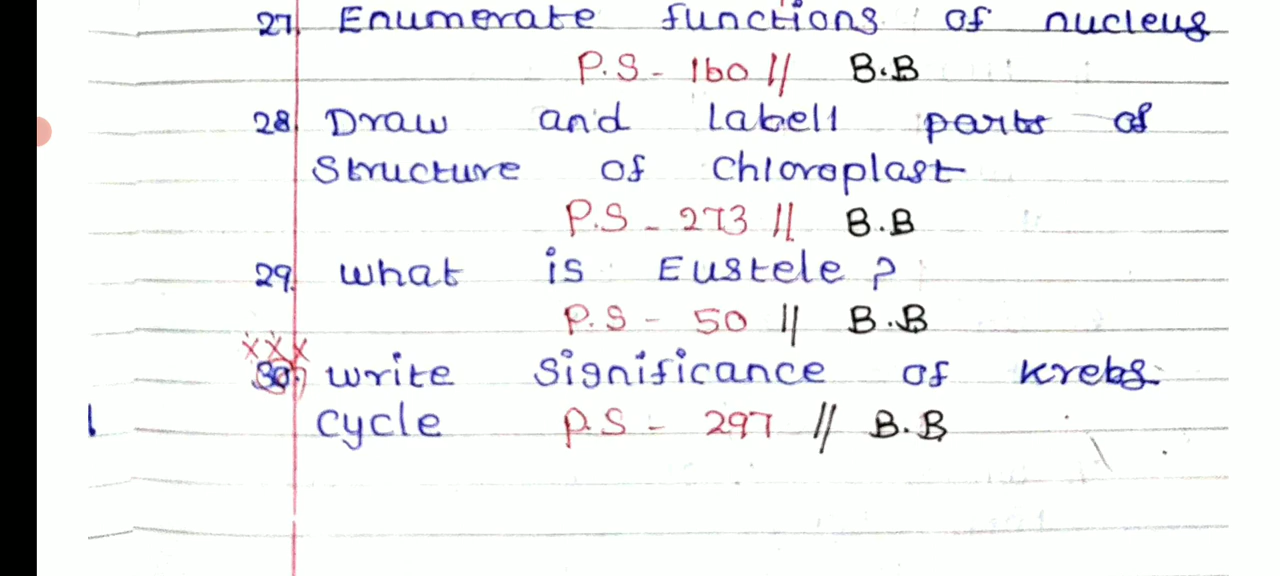 27. Enumerate functions of nucleus
P.S - 160 // B.B
28. Draw and Labell parts of
Structure of Chloroplast
P.S - 273 // B.B
29. What is Eustele?
P.S - 50 // B.B
XXX
30. Write Significance of Krebs
cycle P.S - 297 // B.B